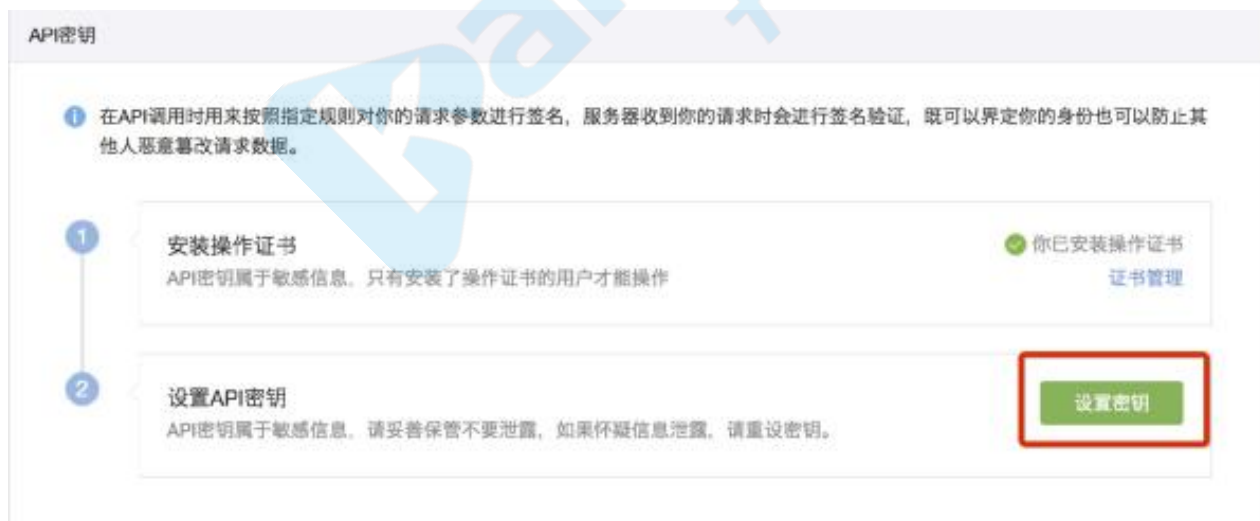 API密钥
在API调用时用来按照指定规则对你的请求参数进行签名，服务器收到你的请求时会进行签名验证，既可以界定你的身份也可以防止其
他人恶意篡改请求数据。
1
安装操作证书
你已安装操作证书
API密钥属于敏感信息，只有安装了操作证书的用户才能操作
证书管理
2
设置API密钥
设置密钥
API密钥属于敏感信息，请妥善保管不要泄露，如果怀疑信息泄露，请重设密钥。